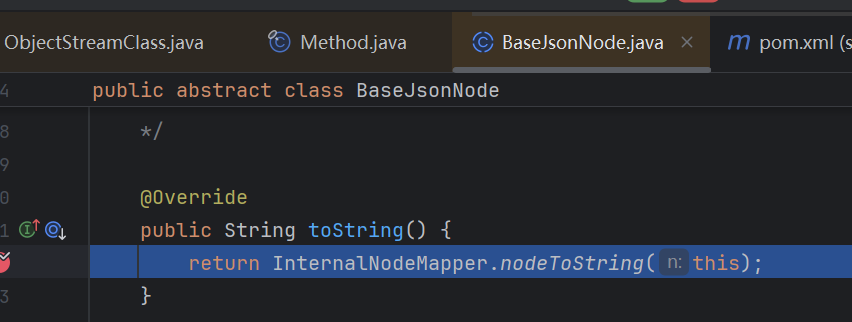 ObjectStreamClass.java Method.java BaseJsonNode.java × pom.xml (s
4 public abstract class BaseJsonNode
8 */
9
0 @Override
1 public String toString() {
return InternalNodeMapper.nodeToString( n: this);
3 }